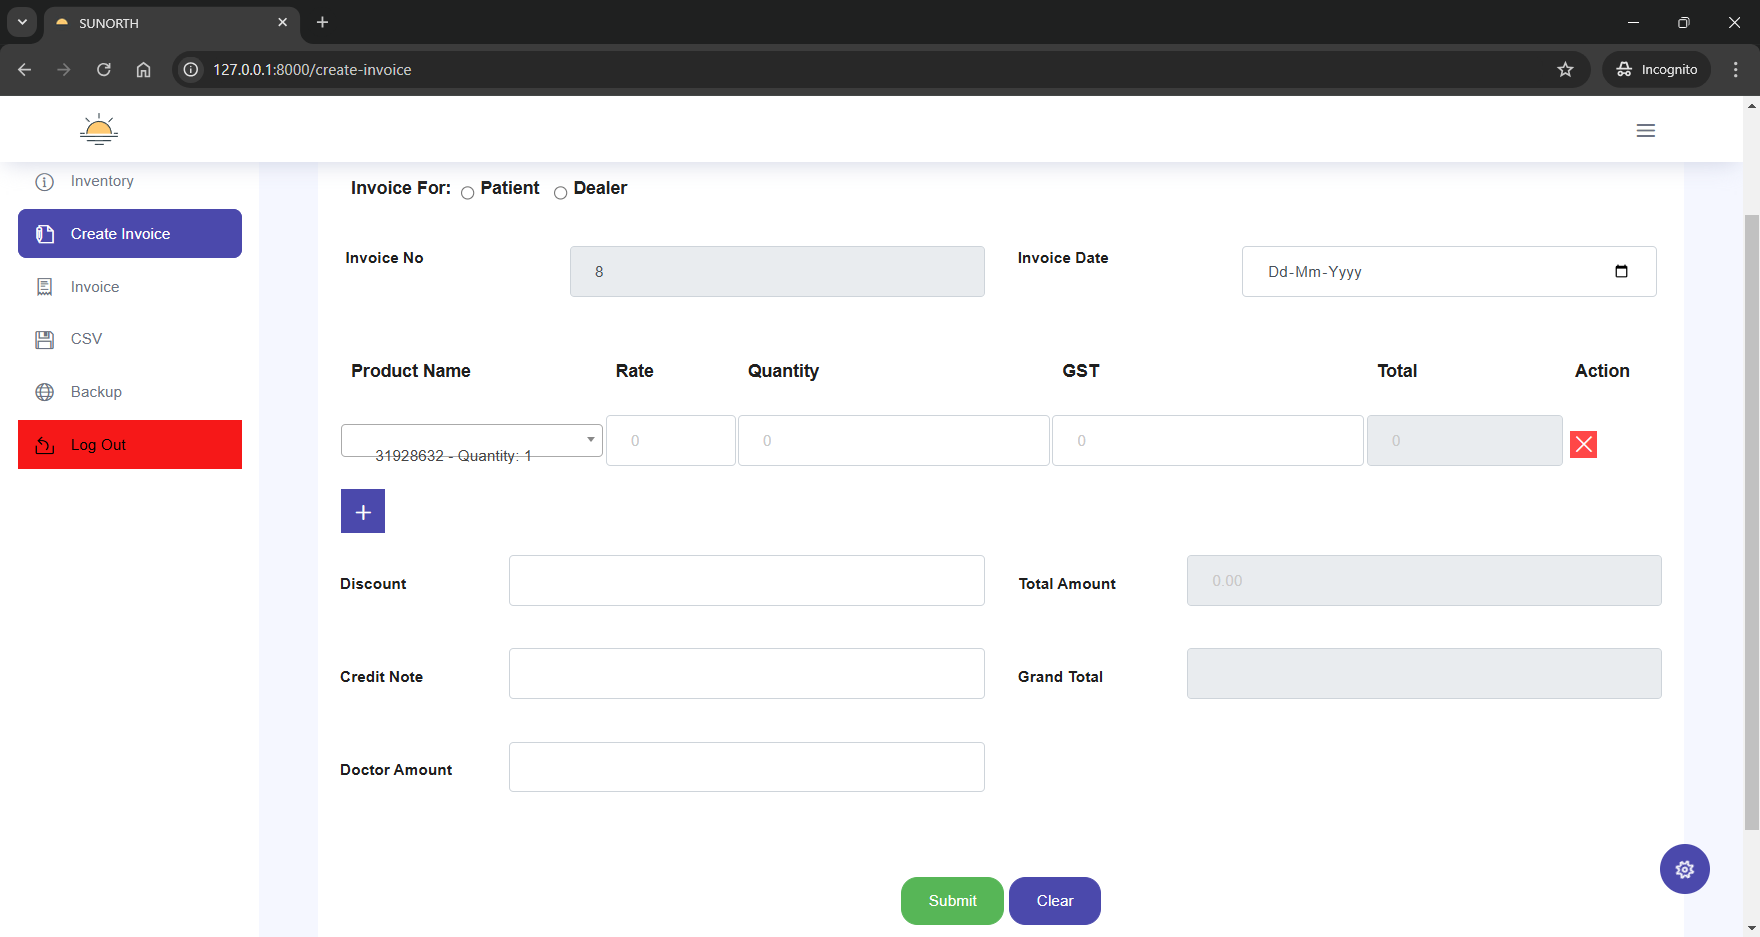 SUNORTH
127.0.0.1:8000/create-invoice
Incognito
Inventory
Create Invoice
Invoice
CSV
Backup
Log Out
Invoice For: Patient Dealer
Invoice No 8 Invoice Date Dd-Mm-Yyyy
Product Name Rate Quantity GST Total Action
31928632 - Quantity: 1 0 0 0 0
Discount Total Amount 0.00
Credit Note Grand Total
Doctor Amount
Submit Clear